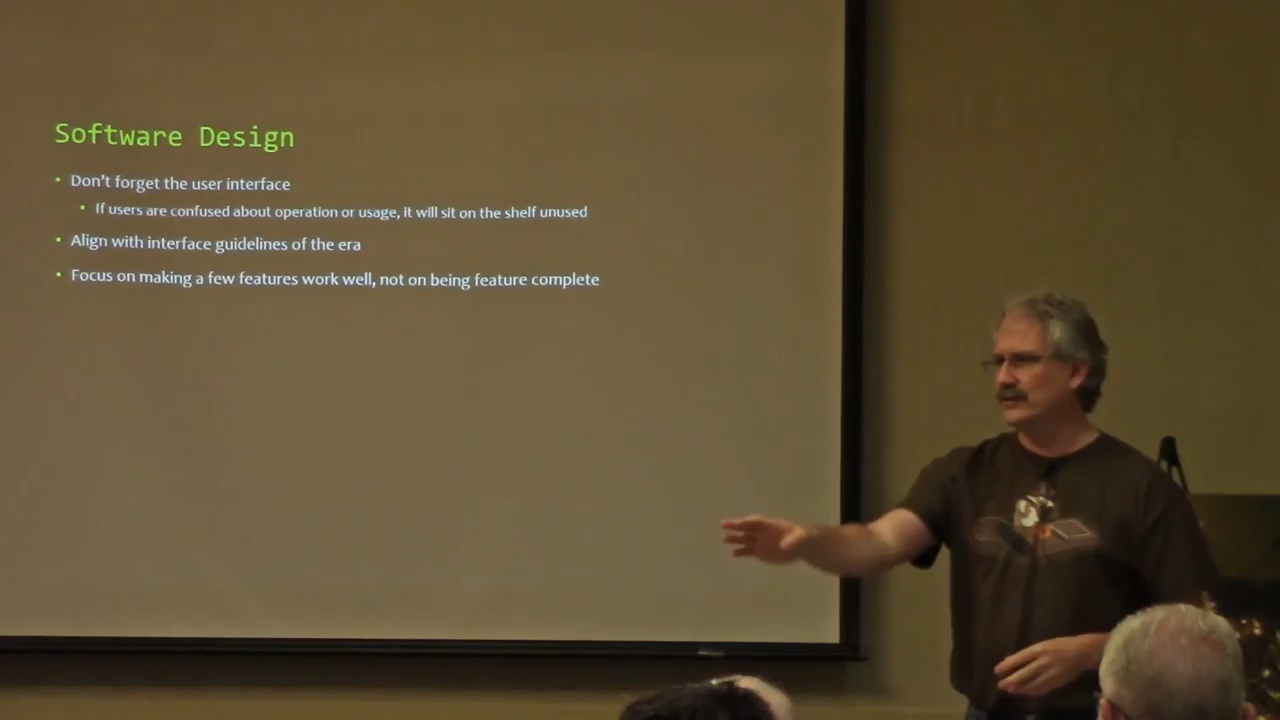 Software Design
Don't forget the user interface
If users are confused about operation or usage, it will sit on the shelf unused
Align with interface guidelines of the era
Focus on making a few features work well, not on being feature complete